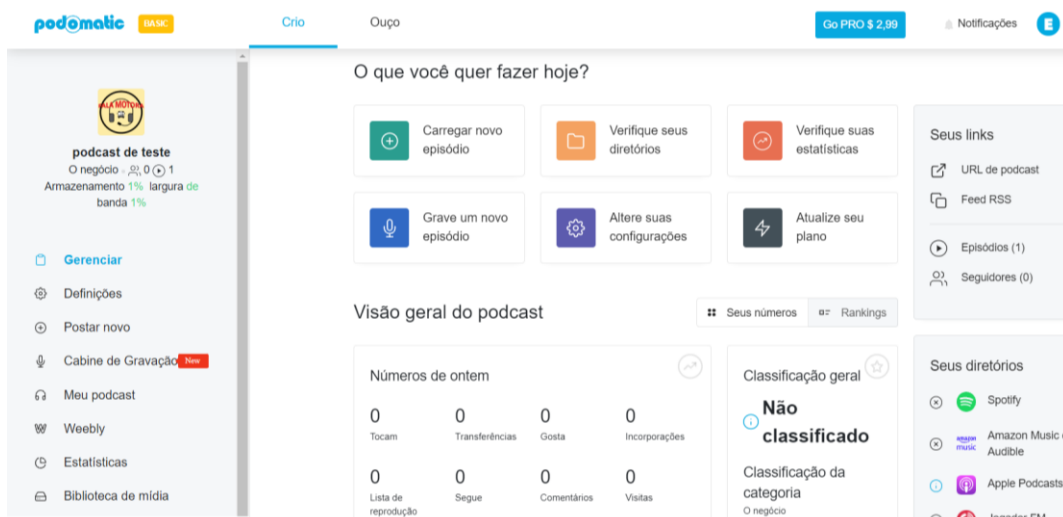 podomatic BASIC
Crio
Ouço
Go PRO $ 2,99
Notificações
E
podcast de teste
O negócio · 0 1
Armazenamento 1% largura de
banda 1%
Gerenciar
Definições
Postar novo
Cabine de Gravação New
Meu podcast
Weebly
Estatísticas
Biblioteca de mídia
O que você quer fazer hoje?
Carregar novo
episódio
Verifique seus
diretórios
Verifique suas
estatísticas
Grave um novo
episódio
Altere suas
configurações
Atualize seu
plano
Visão geral do podcast
Seus números
Rankings
Números de ontem
0 0 0 0
Tocam Transferências Gosta Incorporações
0 0 0 0
Lista de Segue Comentários Visitas
reprodução
Classificação geral
Não
classificado
Classificação da
categoria
O negócio
Seus links
URL de podcast
Feed RSS
Episódios (1)
Seguidores (0)
Seus diretórios
Spotify
amazon music
Amazon Music
Audible
Apple Podcasts